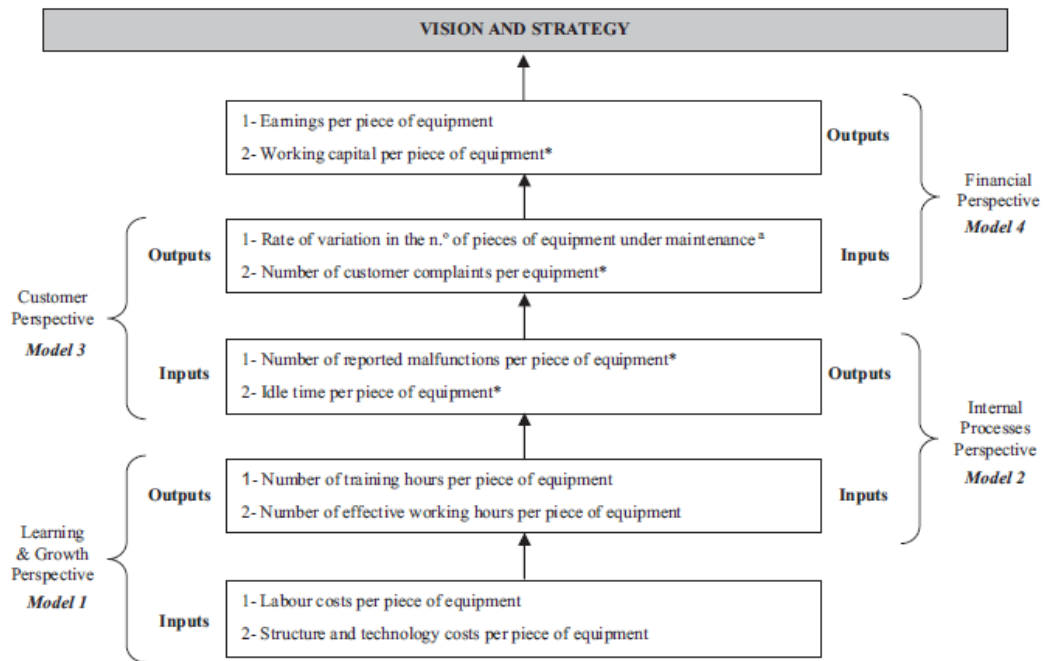 VISION AND STRATEGY
1- Earnings per piece of equipment
2- Working capital per piece of equipment*
Outputs
Financial
Perspective
Model 4
1- Rate of variation in the n.º of pieces of equipment under maintenance ª
2- Number of customer complaints per equipment*
Outputs
Inputs
Customer
Perspective
Model 3
1- Number of reported malfunctions per piece of equipment*
2- Idle time per piece of equipment*
Inputs
Outputs
Internal
Processes
Perspective
Model 2
1- Number of training hours per piece of equipment
2- Number of effective working hours per piece of equipment
Outputs
Inputs
Learning
& Growth
Perspective
Model 1
1- Labour costs per piece of equipment
2- Structure and technology costs per piece of equipment
Inputs